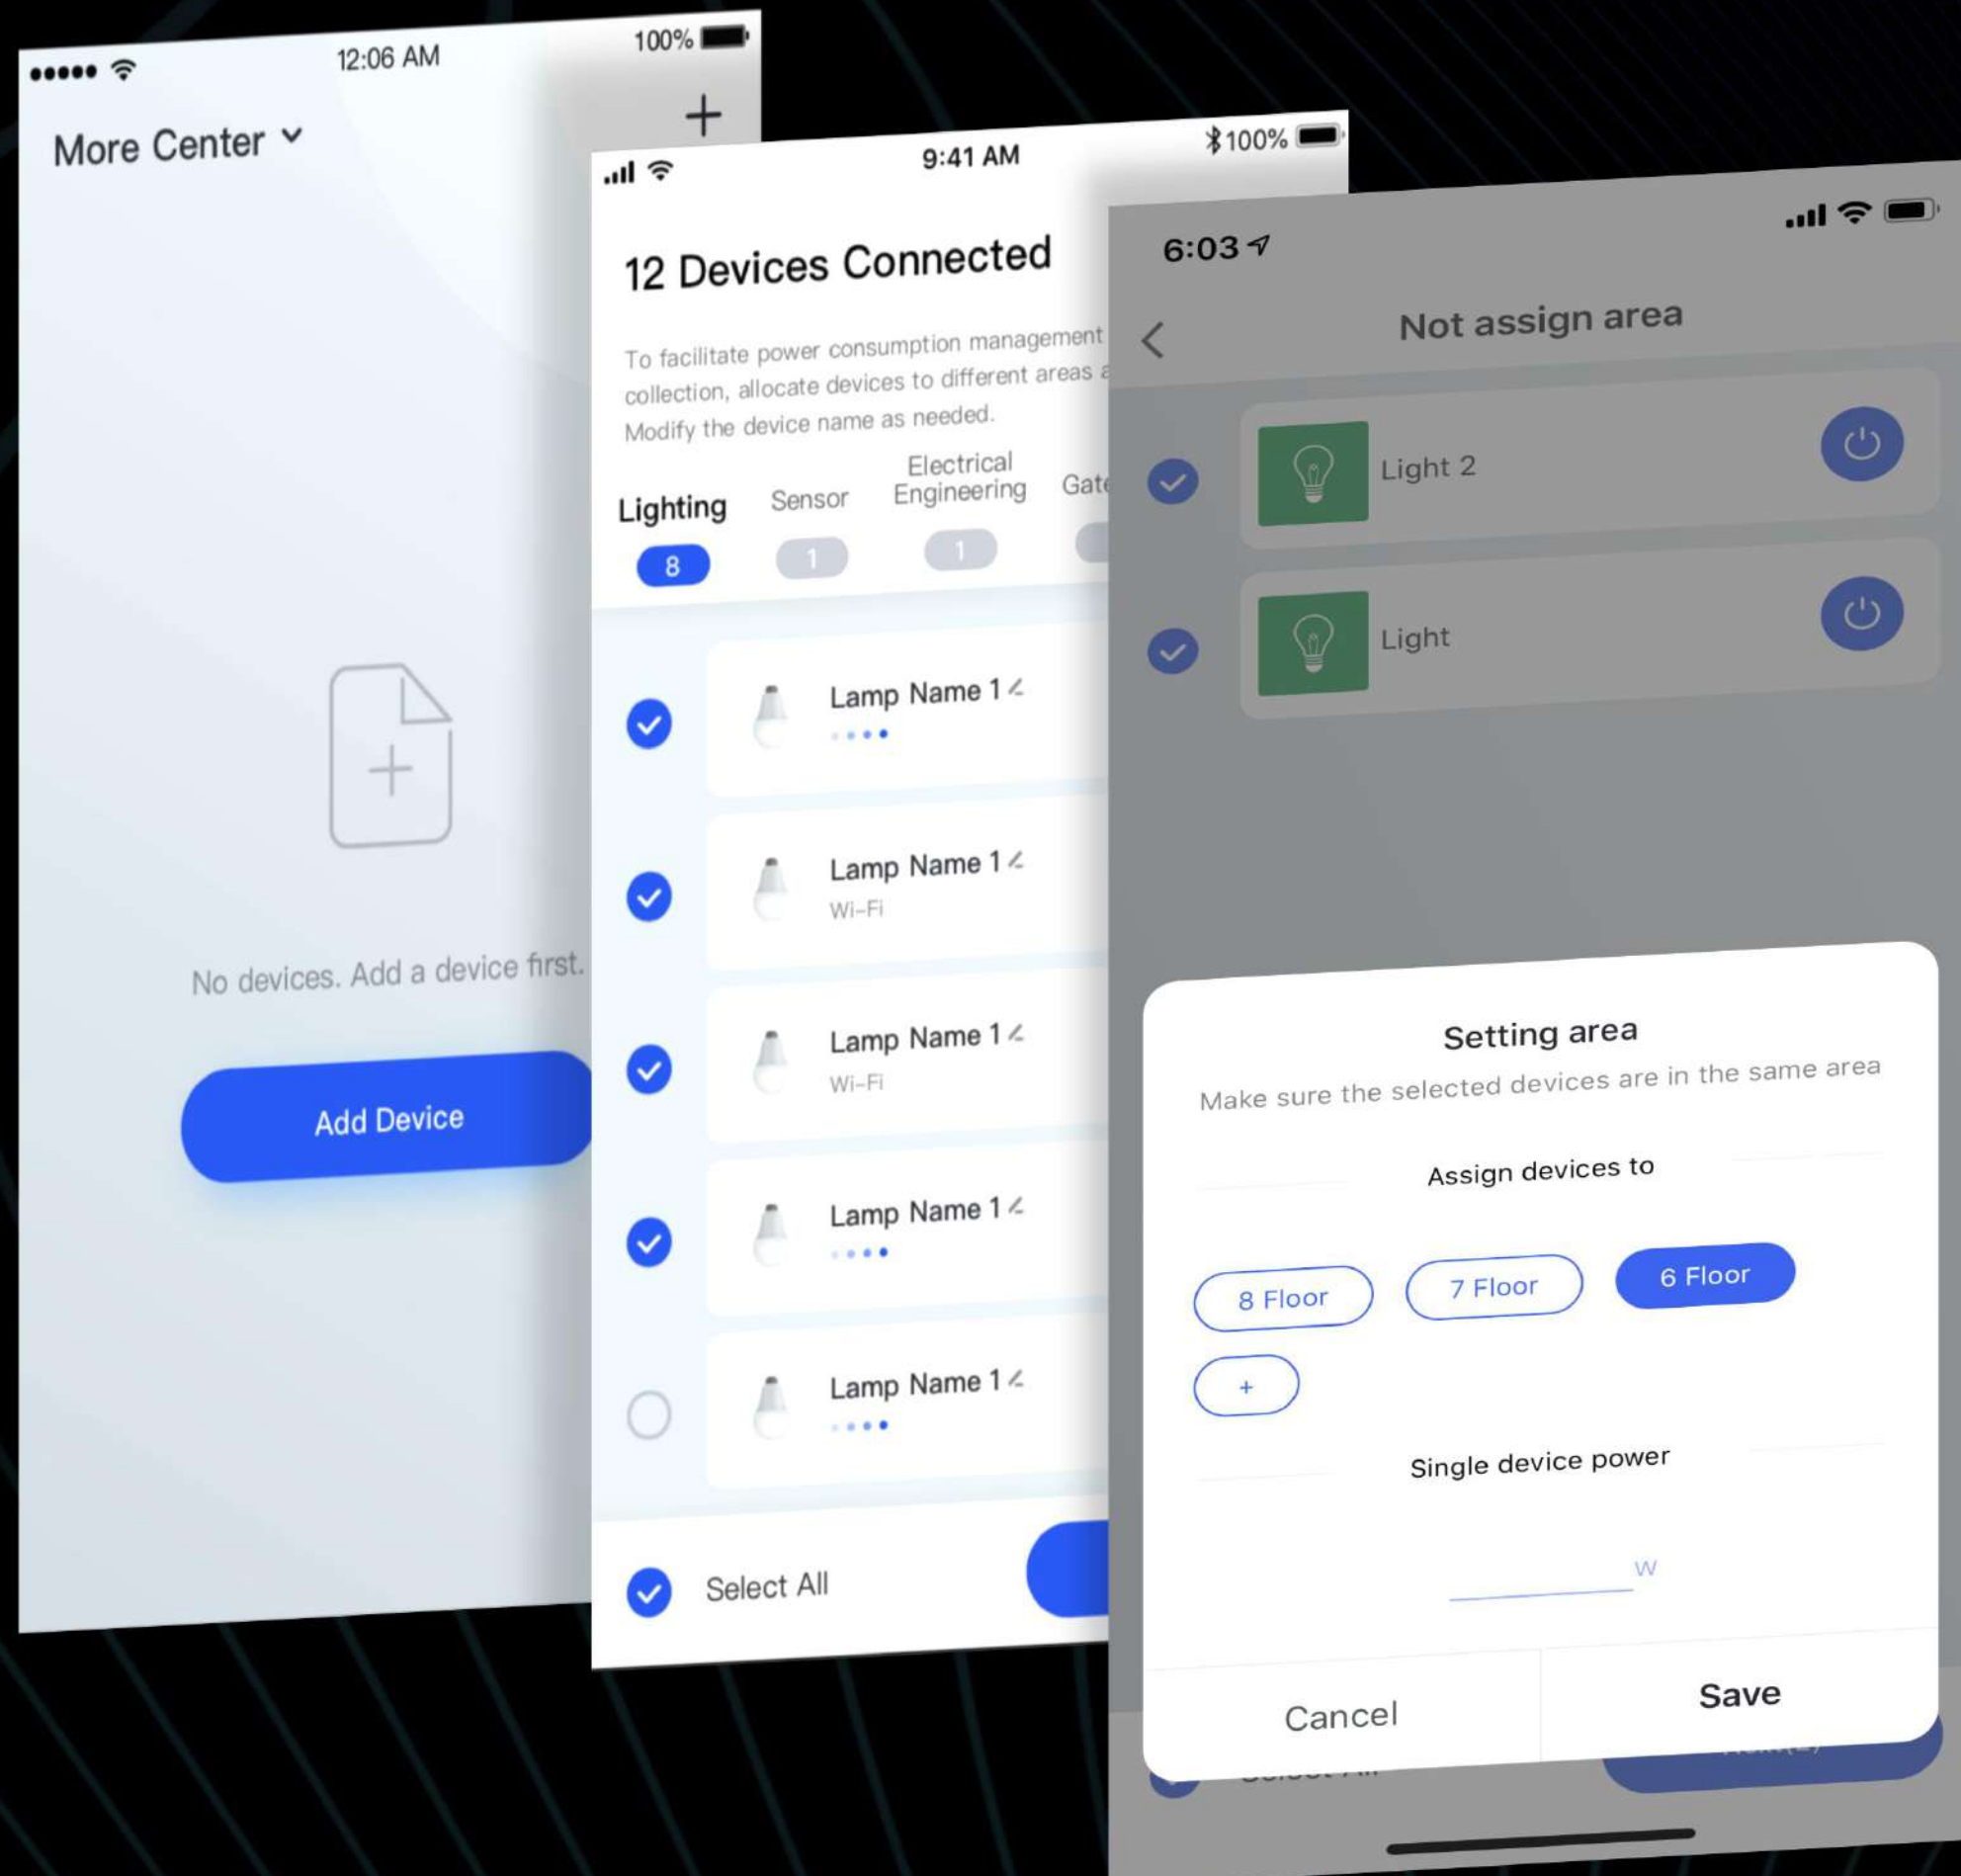 12:06 AM
100%
More Center
+
No devices. Add a device first.
Add Device
9:41 AM
100%
12 Devices Connected
To facilitate power consumption management
collection, allocate devices to different areas
Modify the device name as needed.
Lighting
Sensor
Electrical
Engineering
8
1
1
Lamp Name 1
Lamp Name 1
Wi-Fi
Lamp Name 1
Wi-Fi
Lamp Name 1
Lamp Name 1
Select All
6:03
Not assign area
Light 2
Light
Setting area
Make sure the selected devices are in the same area
Assign devices to
8 Floor
7 Floor
6 Floor
+
Single device power
W
Cancel
Save